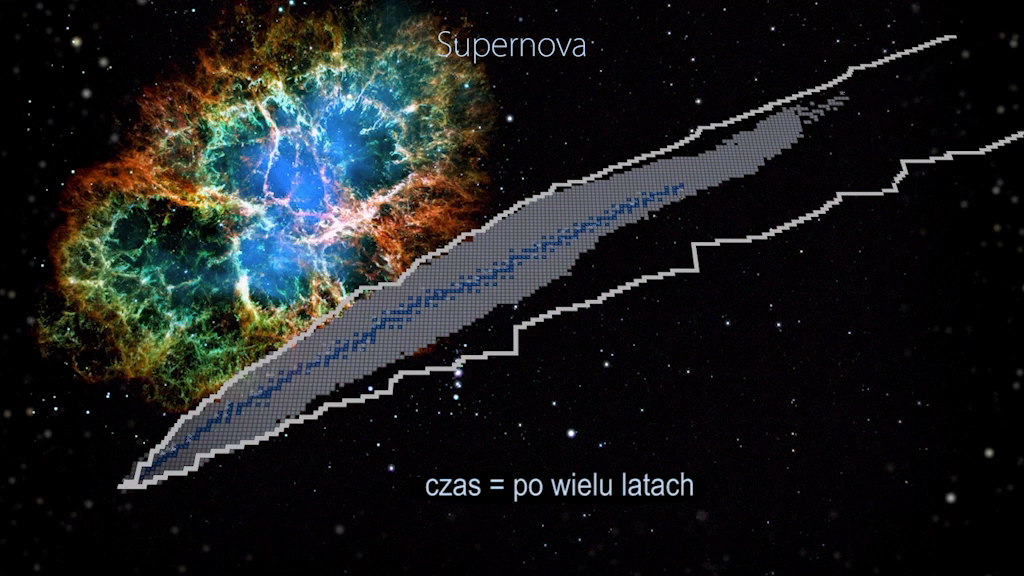 Supernova
czas = po wielu latach